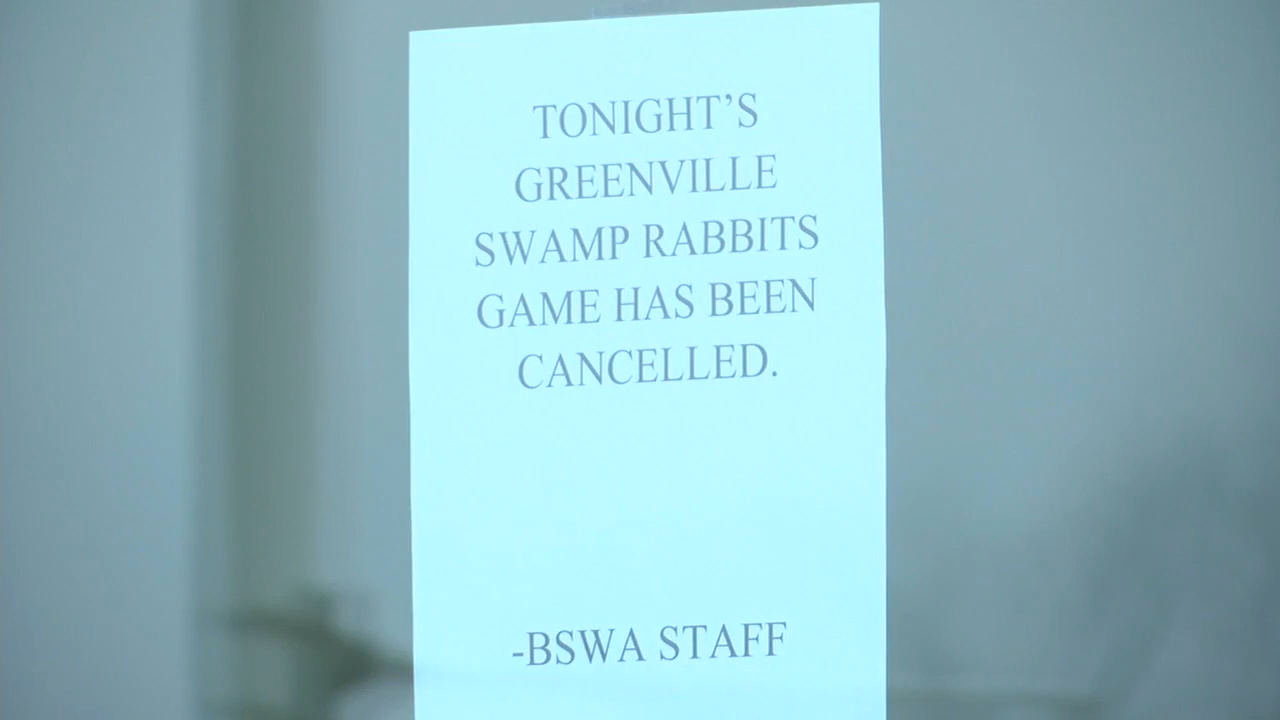 TONIGHT'S
GREENVILLE
SWAMP RABBITS
GAME HAS BEEN
CANCELLED.
-BSWA STAFF